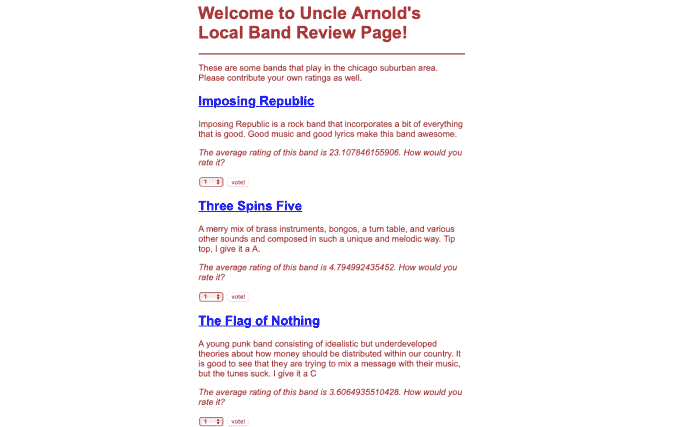 Welcome to Uncle Arnold's
Local Band Review Page!
These are some bands that play in the chicago suburban area.
Please contribute your own ratings as well.
Imposing Republic
Imposing Republic is a rock band that incorporates a bit of everything
that is good. Good music and good lyrics make this band awesome.
The average rating of this band is 23.107846155906. How would you
rate it?
1 vote!
Three Spins Five
A merry mix of brass instruments, bongos, a turn table, and various
other sounds and composed in such a unique and melodic way. Tip
top, I give it a A.
The average rating of this band is 4.794992435452. How would you
rate it?
1 vote!
The Flag of Nothing
A young punk band consisting of idealistic but underdeveloped
theories about how money should be distributed within our country. It
is good to see that they are trying to mix a message with their music,
but the tunes suck. I give it a C
The average rating of this band is 3.6064935510428. How would you
rate it?
1 vote!